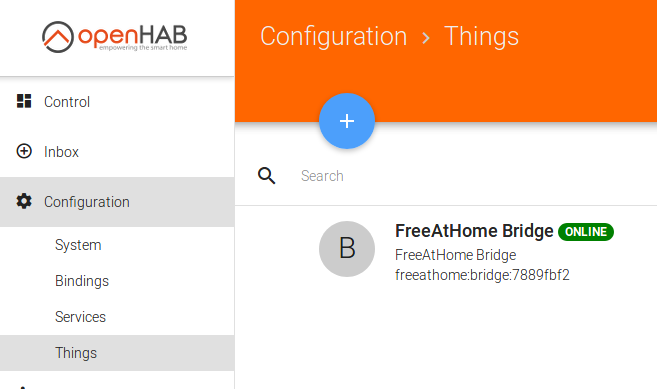 openHAB
empowering the smart home
Configuration > Things
Control
Inbox
Configuration
System
Bindings
Services
Things
Search
B
FreeAtHome Bridge ONLINE
FreeAtHome Bridge
freeathome:bridge:7889fbf2